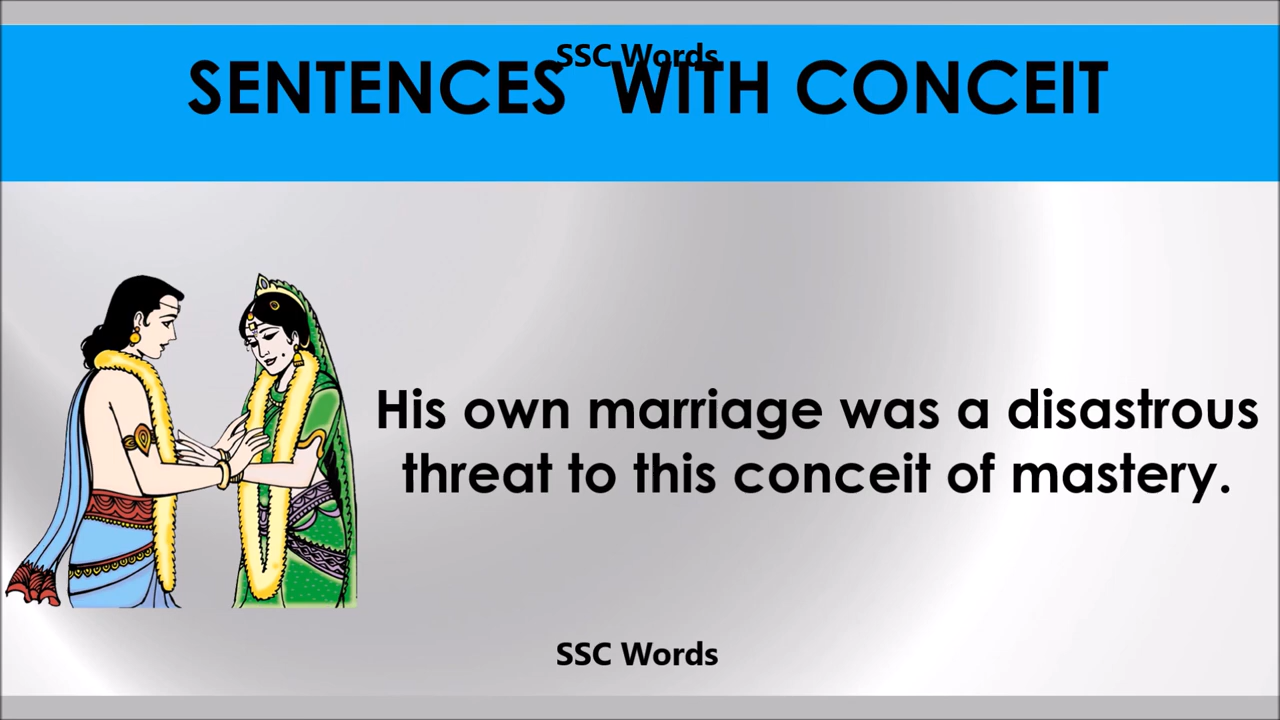 SSC Words
SENTENCES WITH CONCEIT
His own marriage was a disastrous
threat to this conceit of mastery.
SSC Words